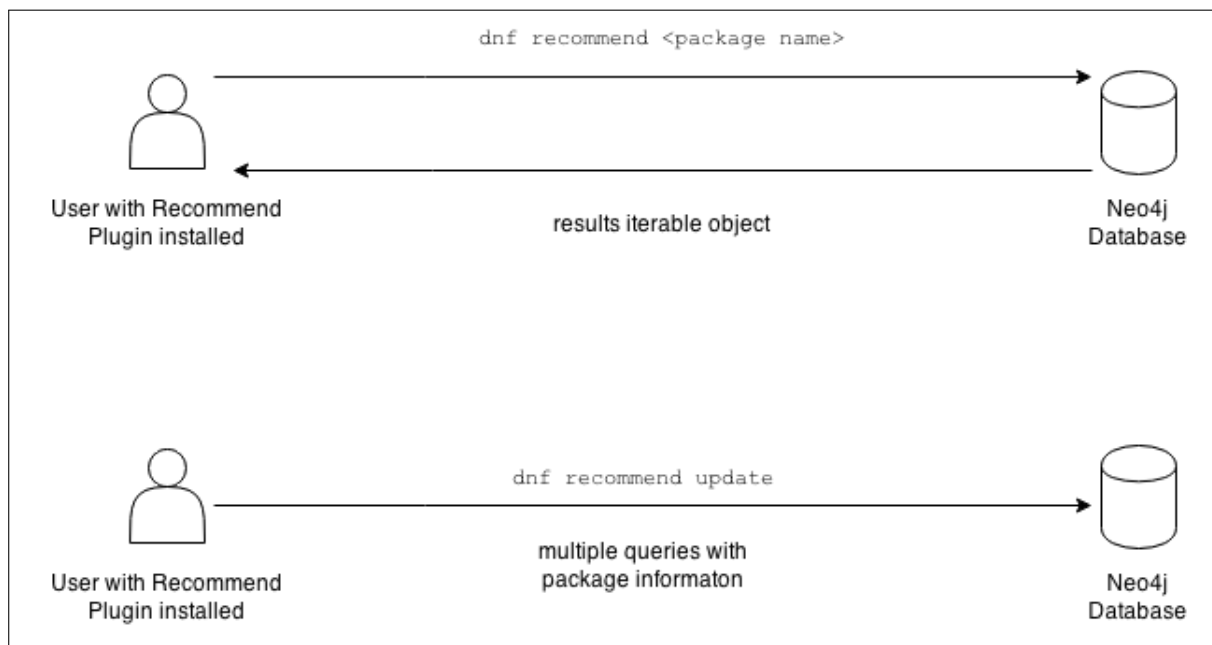 dnf recommend <package name>
User with Recommend
Plugin installed
results iterable object
Neo4j
Database
dnf recommend update
multiple queries with
package informaton
User with Recommend
Plugin installed
Neo4j
Database